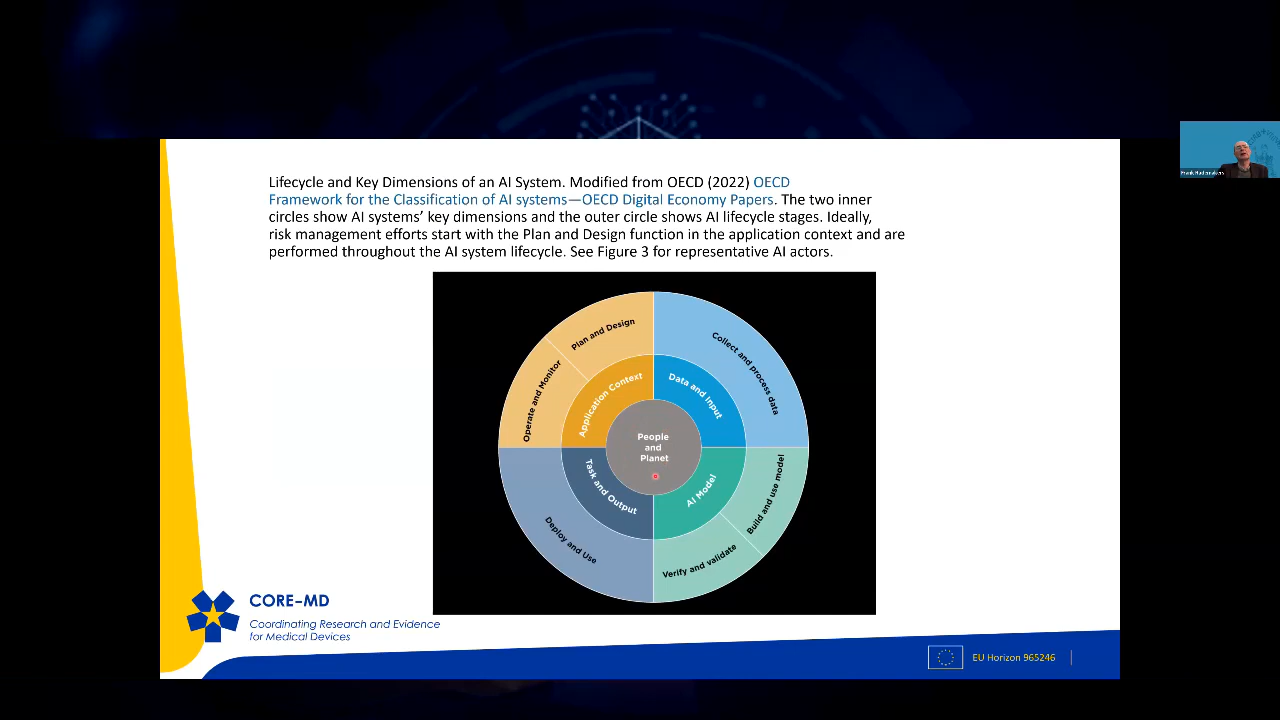 Lifecycle and Key Dimensions of an AI System. Modified from OECD (2022) OECD
Framework for the Classification of AI systems—OECD Digital Economy Papers. The two inner
circles show AI systems’ key dimensions and the outer circle shows AI lifecycle stages. Ideally,
risk management efforts start with the Plan and Design function in the application context and are
performed throughout the AI system lifecycle. See Figure 3 for representative AI actors.
Frank Rademakers
Plan and Design
Collect and process data
Operate and Monitor
Application Context
Data and Input
People
and
Planet
Task and Output
AI Model
Build and use model
Deploy and Use
Verify and validate
CORE–MD
Coordinating Research and Evidence
for Medical Devices
EU Horizon 965246